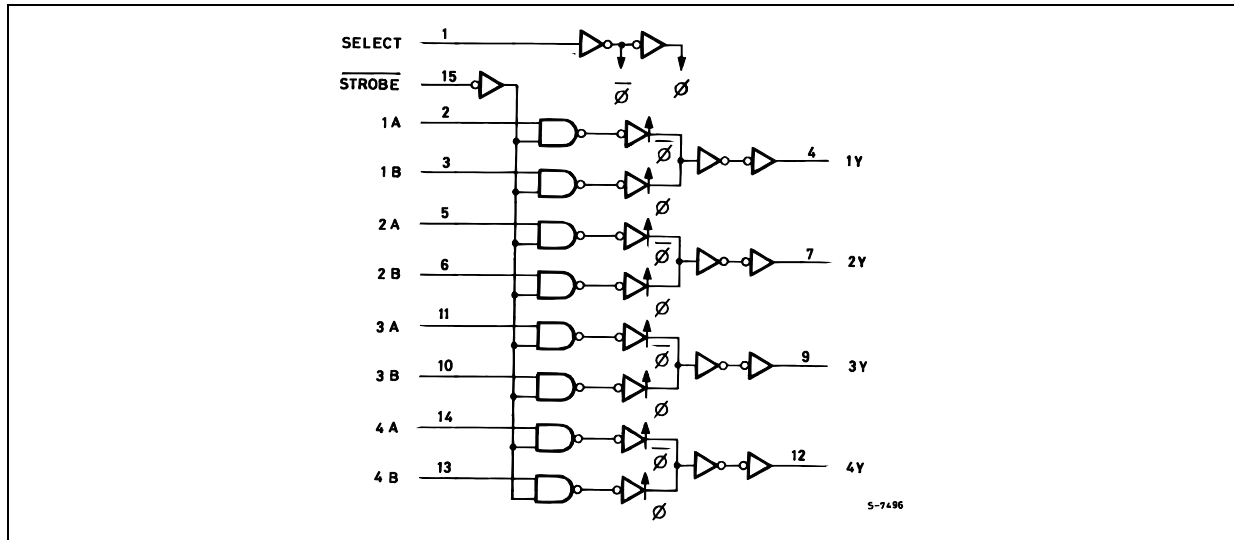 SELECT 1
Ø̅ Ø
S̅T̅R̅O̅B̅E̅ 15
1A 2
Ø̅
4 1Y
1B 3
Ø
2A 5
Ø̅
7 2Y
2B 6
Ø
3A 11
Ø̅
9 3Y
3B 10
Ø
4A 14
Ø̅
12 4Y
4B 13
Ø
S-7496